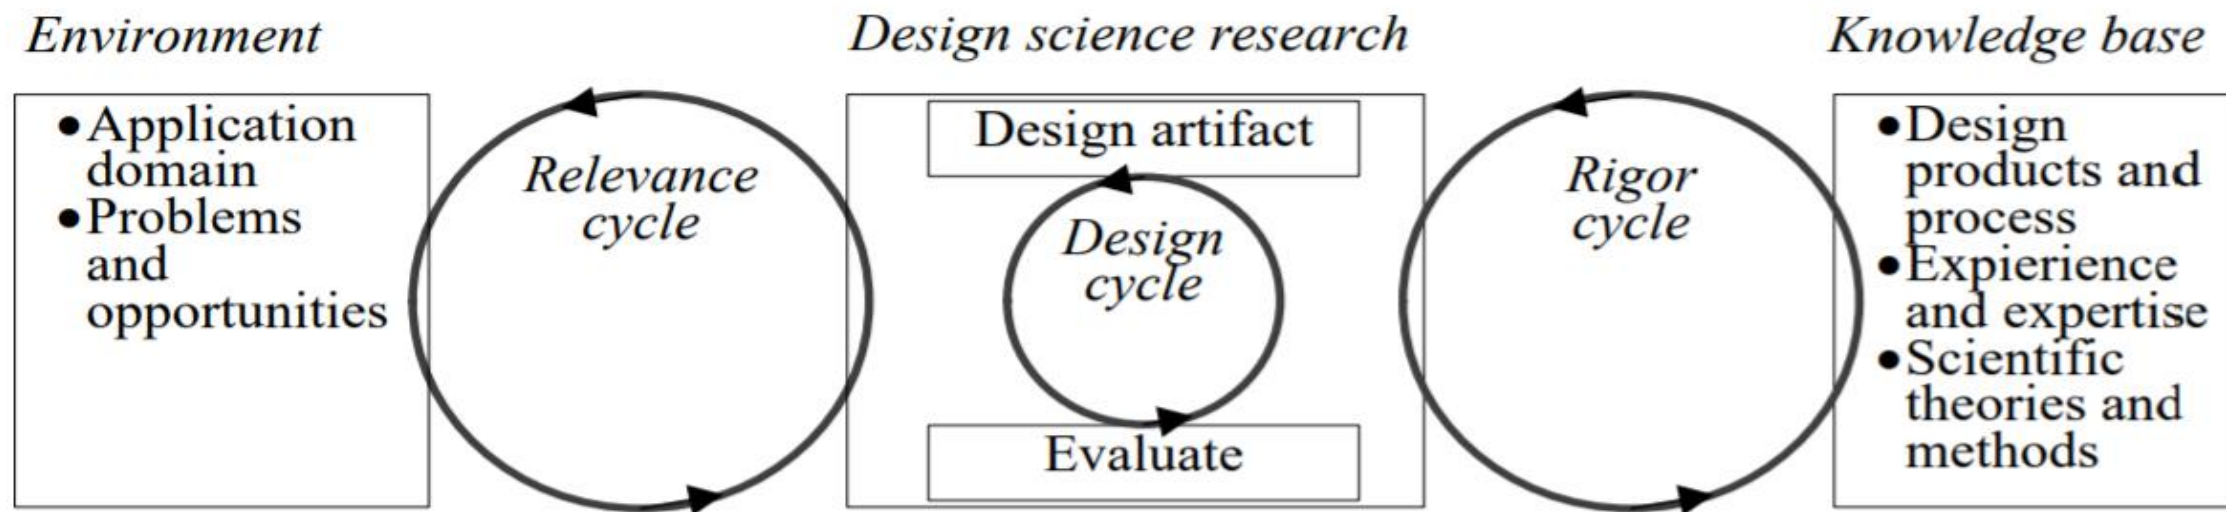 Environment
Design science research
Knowledge base
●Application
domain
●Problems
and
opportunities
Relevance
cycle
Design artifact
Design
cycle
Evaluate
Rigor
cycle
●Design
products and
process
●Expierience
and expertise
●Scientific
theories and
methods